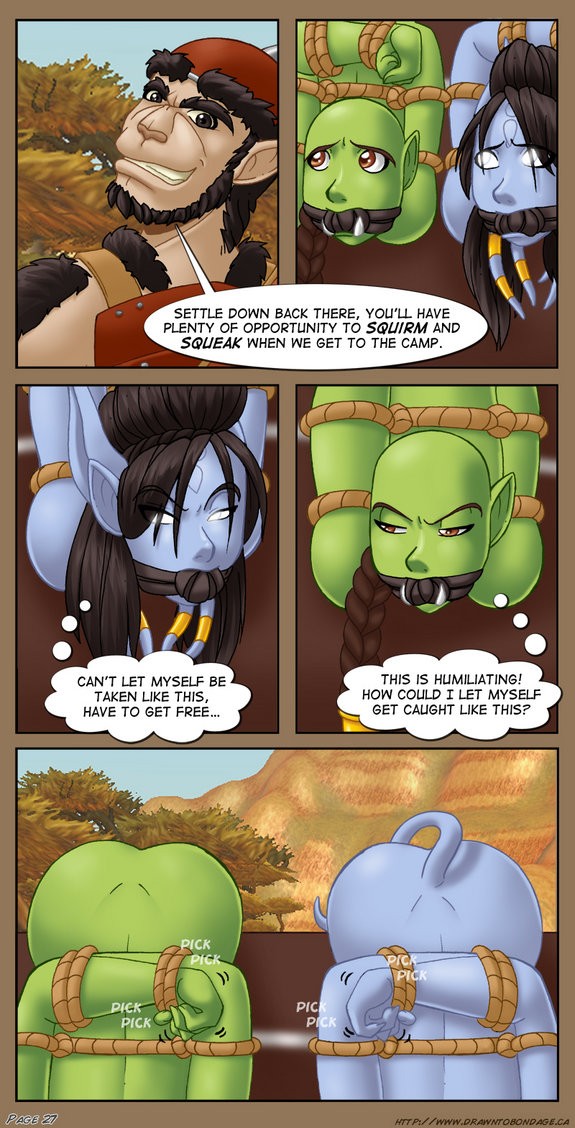 SETTLE DOWN BACK THERE, YOU'LL HAVE
PLENTY OF OPPORTUNITY TO SQUIRM AND
SQUEAK WHEN WE GET TO THE CAMP.
CAN'T LET MYSELF BE
TAKEN LIKE THIS,
HAVE TO GET FREE...
THIS IS HUMILIATING!
HOW COULD I LET MYSELF
GET CAUGHT LIKE THIS?
PICK
PICK
PICK
PICK
PICK
PICK
PICK
PICK
PAGE 27
HTTP://WWW.DRAWNTOBONDAGE.CA